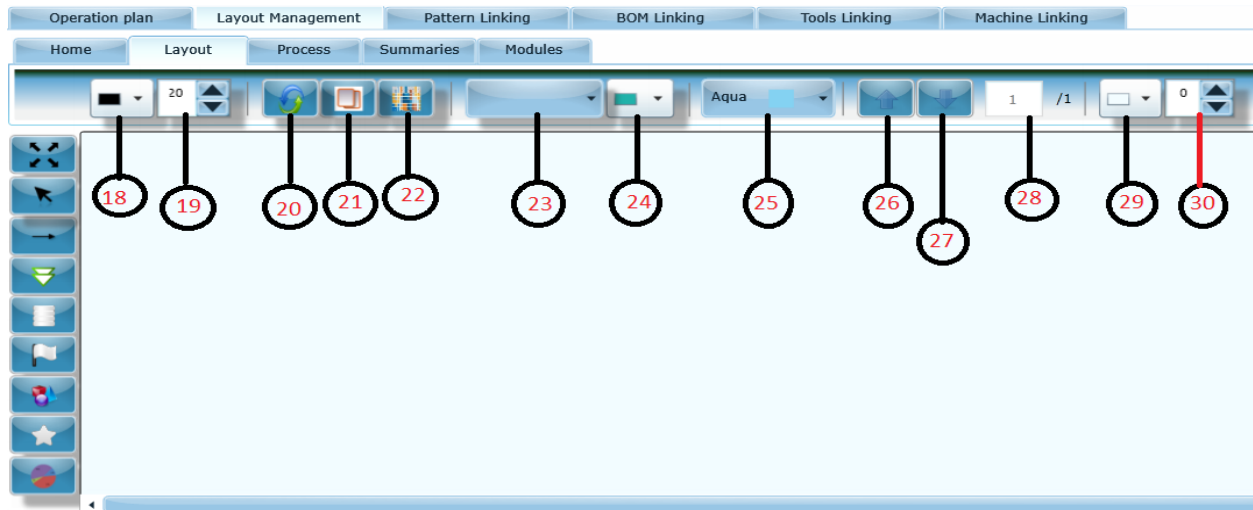 Operation plan Layout Management Pattern Linking BOM Linking Tools Linking Machine Linking
Home Layout Process Summaries Modules
20 Aqua 1 /1 0
18 19 20 21 22 23 24 25 26 27 28 29 30